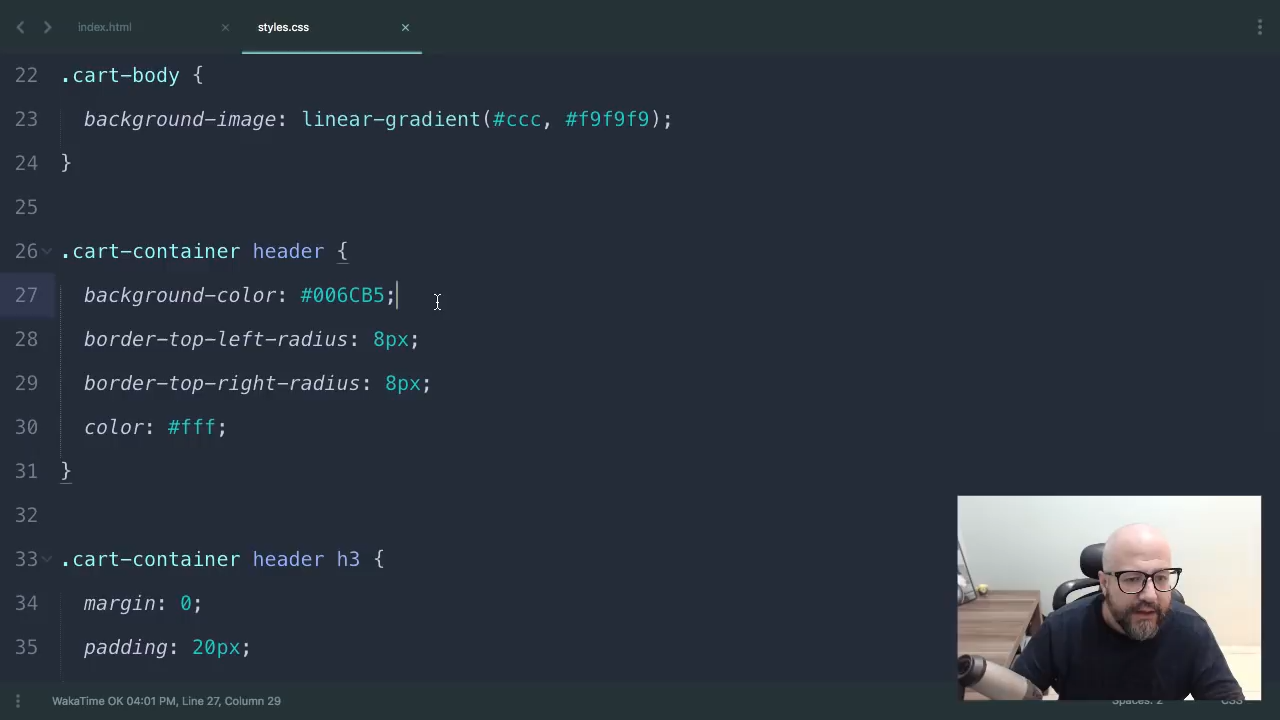 index.html
styles.css
22 .cart-body {
23 background-image: linear-gradient(#ccc, #f9f9f9);
24 }
25
26 .cart-container header {
27 background-color: #006CB5;
28 border-top-left-radius: 8px;
29 border-top-right-radius: 8px;
30 color: #fff;
31 }
32
33 .cart-container header h3 {
34 margin: 0;
35 padding: 20px;
WakaTime OK 04:01 PM, Line 27, Column 29
Spaces: 2
CSS